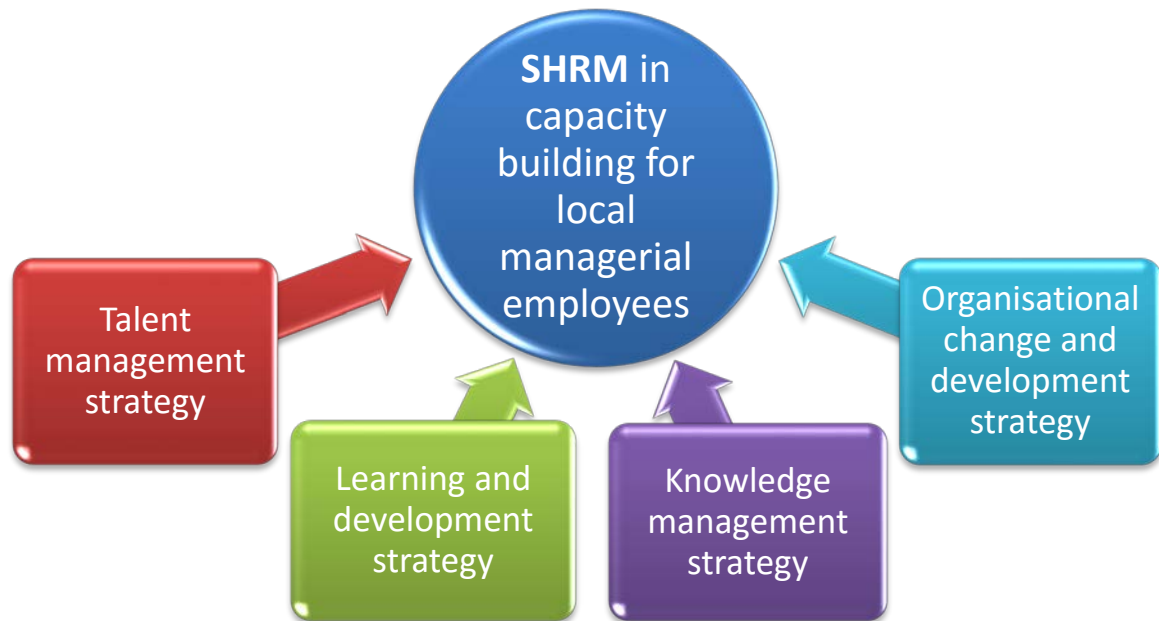 SHRM in
capacity
building for
local
managerial
employees
Talent
management
strategy
Learning and
development
strategy
Knowledge
management
strategy
Organisational
change and
development
strategy